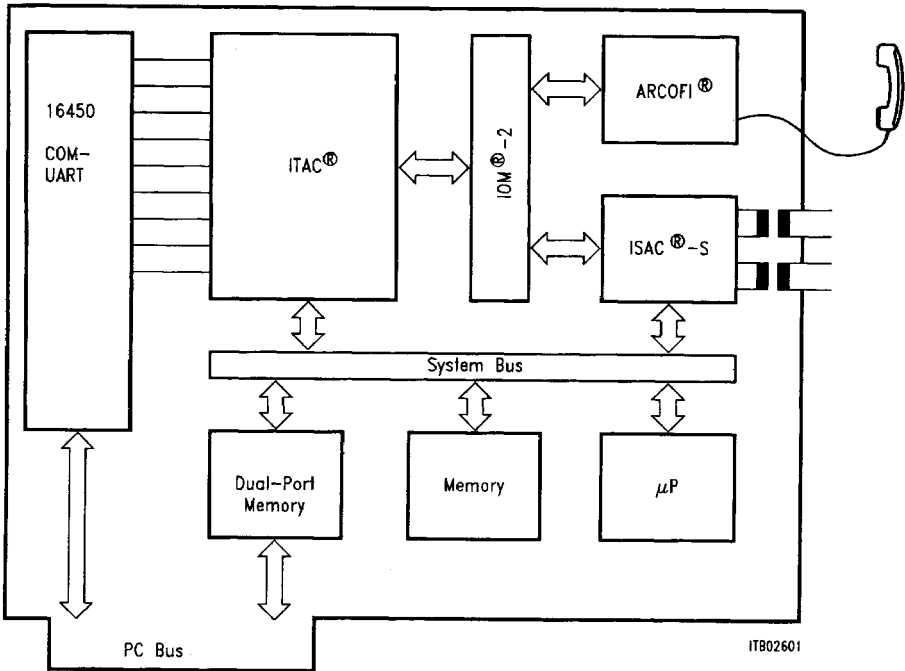 16450
COM-
UART
ITAC®
IOM®-2
ARCOFI®
ISAC®-S
System Bus
Dual-Port
Memory
Memory
µP
PC Bus
ITB02601